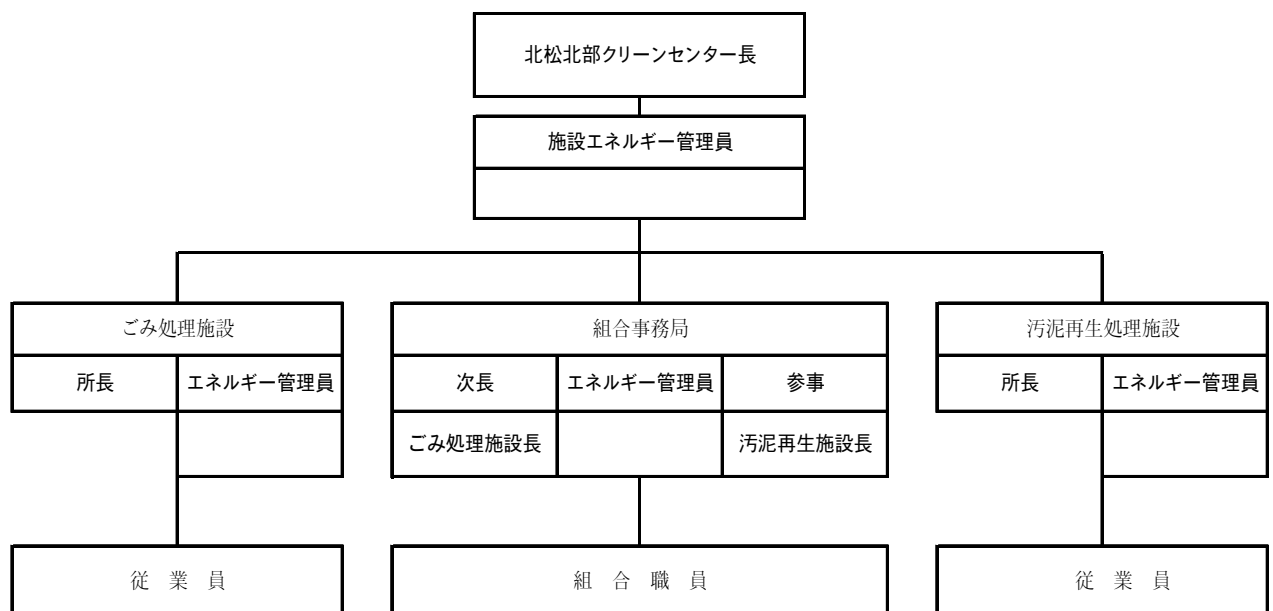 北松北部クリーンセンター長
施設エネルギー管理員
ごみ処理施設
組合事務局
汚泥再生処理施設
所長 エネルギー管理員
次長 エネルギー管理員 参事
所長 エネルギー管理員
ごみ処理施設長 汚泥再生施設長
従 業 員
組 合 職 員
従 業 員